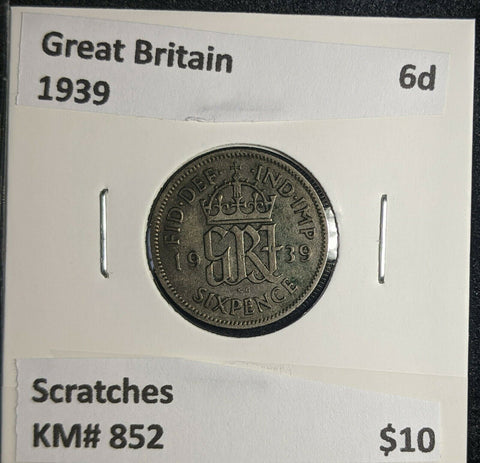 Great Britain
1939 6d
FID·DEF IND·IMP
19 GRI 39
SIXPENCE
Scratches
KM# 852 $10